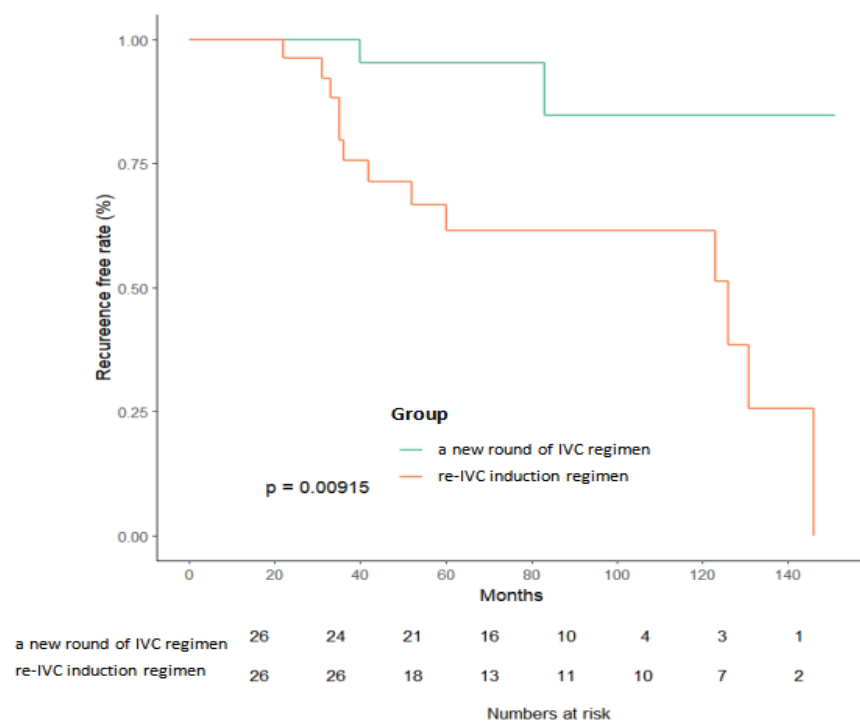 Recureence free rate (%)
1.00
0.75
0.50
0.25
0.00
Group
a new round of IVC regimen
re-IVC induction regimen
p = 0.00915
0 20 40 60 80 100 120 140
Months
a new round of IVC regimen 26 24 21 16 10 4 3 1
re-IVC induction regimen 26 26 18 13 11 10 7 2
Numbers at risk